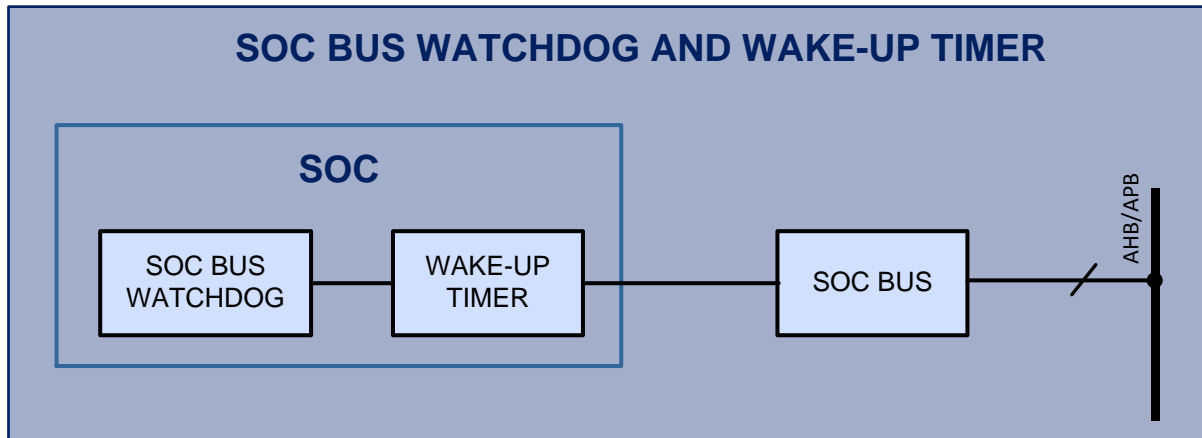 SOC BUS WATCHDOG AND WAKE-UP TIMER
SOC
SOC BUS
WATCHDOG
WAKE-UP
TIMER
SOC BUS
AHB/APB